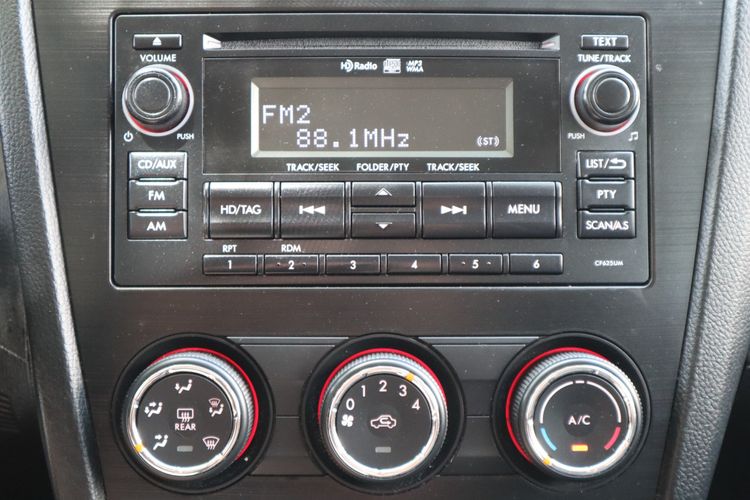 VOLUME
TEXT
TUNE/TRACK
HD Radio
MP3
WMA
FM2
88.1MHz
(ST)
PUSH
PUSH
CD/AUX
FM
AM
TRACK/SEEK
FOLDER/PTY
TRACK/SEEK
LIST/
PTY
SCAN/A.S
HD/TAG
MENU
RPT
RDM
1
2
3
4
5
6
CF625UM
REAR
0
1
2
3
4
A/C